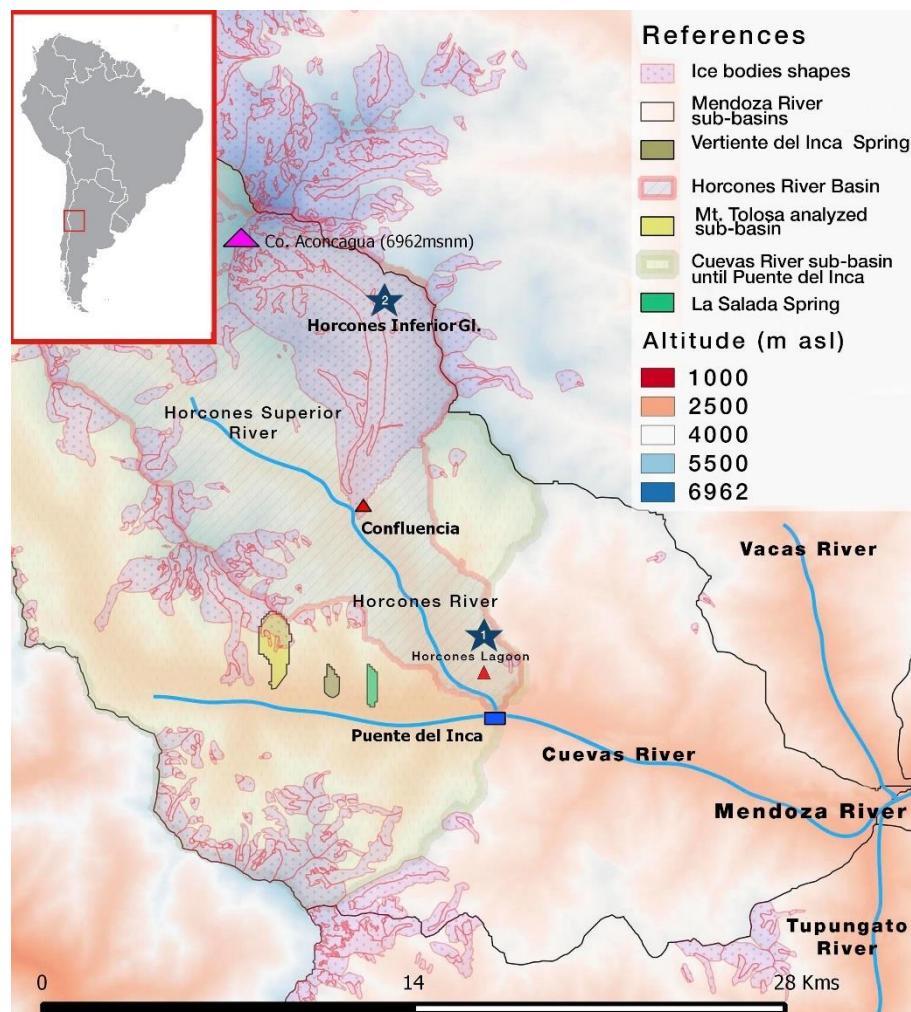 References
Ice bodies shapes
Mendoza River
sub-basins
Vertiente del Inca Spring
Horcones River Basin
Mt. Tolosa analyzed
sub-basin
Cuevas River sub-basin
until Puente del Inca
La Salada Spring
Altitude (m asl)
1000
2500
4000
5500
6962
Co. Aconcagua (6962msnm)
2
Horcones Inferior Gl.
Horcones Superior
River
Confluencia
Vacas River
Horcones River
1
Horcones Lagoon
Puente del Inca
Cuevas River
Mendoza River
Tupungato
River
0
14
28 Kms